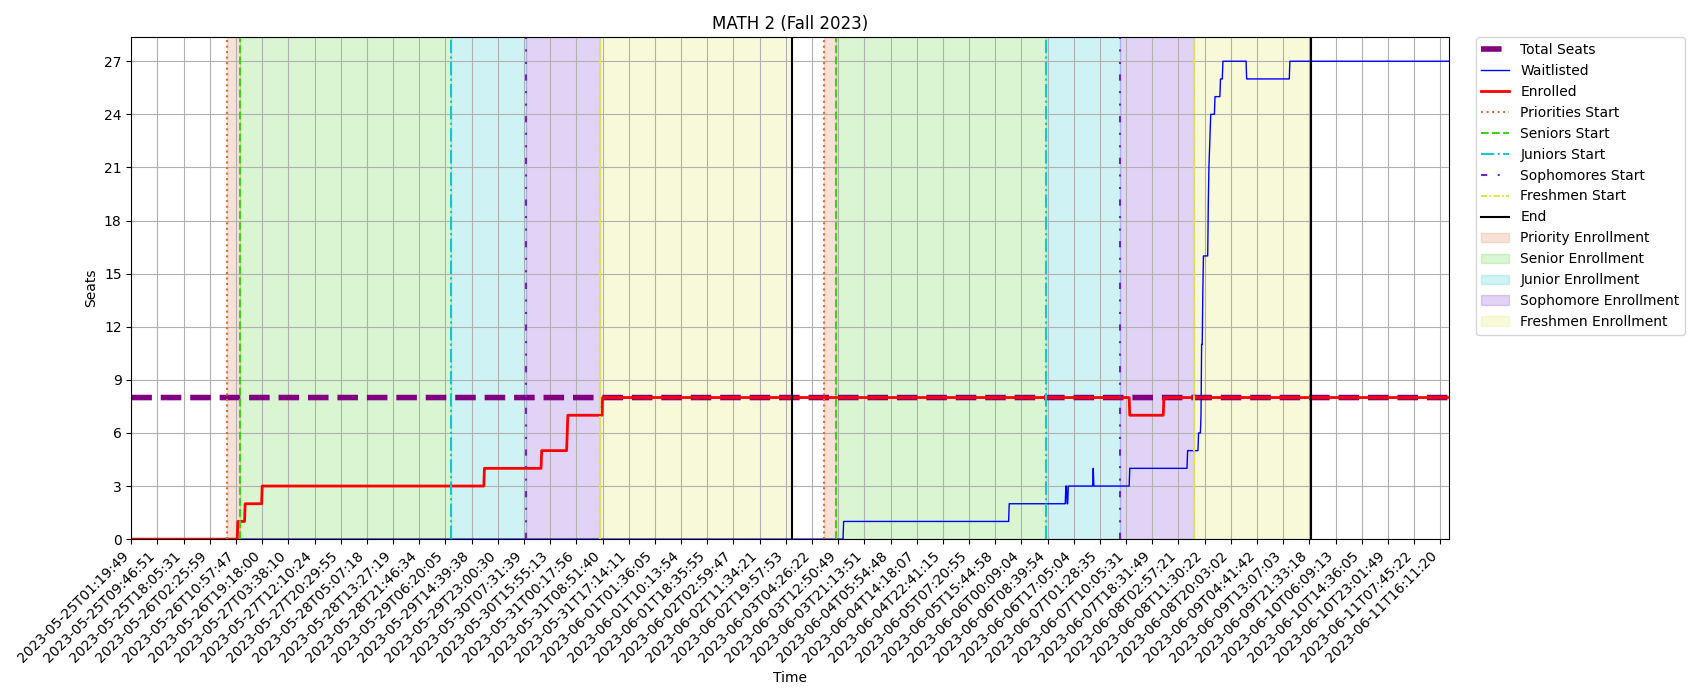 MATH 2 (Fall 2023)
Seats
27
24
21
18
15
12
9
6
3
0
2023-05-25T01:19:49
2023-05-25T09:46:51
2023-05-25T18:05:31
2023-05-26T02:25:59
2023-05-26T10:57:47
2023-05-26T19:18:00
2023-05-27T03:38:10
2023-05-27T12:10:24
2023-05-27T20:29:55
2023-05-28T05:07:18
2023-05-28T13:27:19
2023-05-28T21:46:34
2023-05-29T06:20:05
2023-05-29T14:39:38
2023-05-29T23:00:30
2023-05-30T07:31:39
2023-05-30T15:55:13
2023-05-31T00:17:56
2023-05-31T08:51:40
2023-05-31T17:14:11
2023-06-01T01:36:05
2023-06-01T10:13:54
2023-06-01T18:35:55
2023-06-02T02:59:47
2023-06-02T11:34:21
2023-06-02T19:57:53
2023-06-03T04:26:22
2023-06-03T12:50:49
2023-06-03T21:13:51
2023-06-04T05:54:48
2023-06-04T14:18:07
2023-06-04T22:41:15
2023-06-05T07:20:55
2023-06-05T15:44:58
2023-06-06T00:09:04
2023-06-06T08:39:54
2023-06-06T17:05:04
2023-06-07T01:28:35
2023-06-07T10:05:31
2023-06-07T18:31:49
2023-06-08T02:57:21
2023-06-08T11:30:22
2023-06-08T20:03:02
2023-06-09T04:41:42
2023-06-09T13:07:03
2023-06-09T21:33:18
2023-06-10T06:09:13
2023-06-10T14:36:05
2023-06-10T23:01:49
2023-06-11T07:45:22
2023-06-11T16:11:20
Time
Total Seats
Waitlisted
Enrolled
Priorities Start
Seniors Start
Juniors Start
Sophomores Start
Freshmen Start
End
Priority Enrollment
Senior Enrollment
Junior Enrollment
Sophomore Enrollment
Freshmen Enrollment